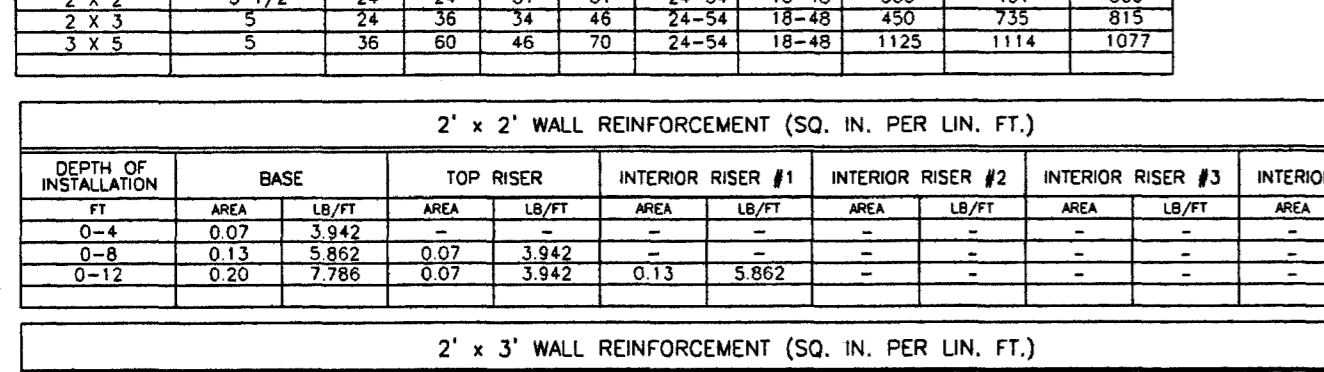 2 X 3 5 24 36 34 46 24-54 18-48 450 735 815
3 X 5 5 36 60 46 70 24-54 18-48 1125 1114 1077
2' x 2' WALL REINFORCEMENT (SQ. IN. PER LIN. FT.)
DEPTH OF INSTALLATION BASE TOP RISER INTERIOR RISER #1 INTERIOR RISER #2 INTERIOR RISER #3
FT AREA LB/FT AREA LB/FT AREA LB/FT AREA LB/FT AREA LB/FT AREA
0-4 0.07 3.942 - - - - - - - - -
0-8 0.13 5.862 0.07 3.942 - - - - - - -
0-12 0.20 7.786 0.07 3.942 0.13 5.862 - - - - -
2' x 3' WALL REINFORCEMENT (SQ. IN. PER LIN. FT.)